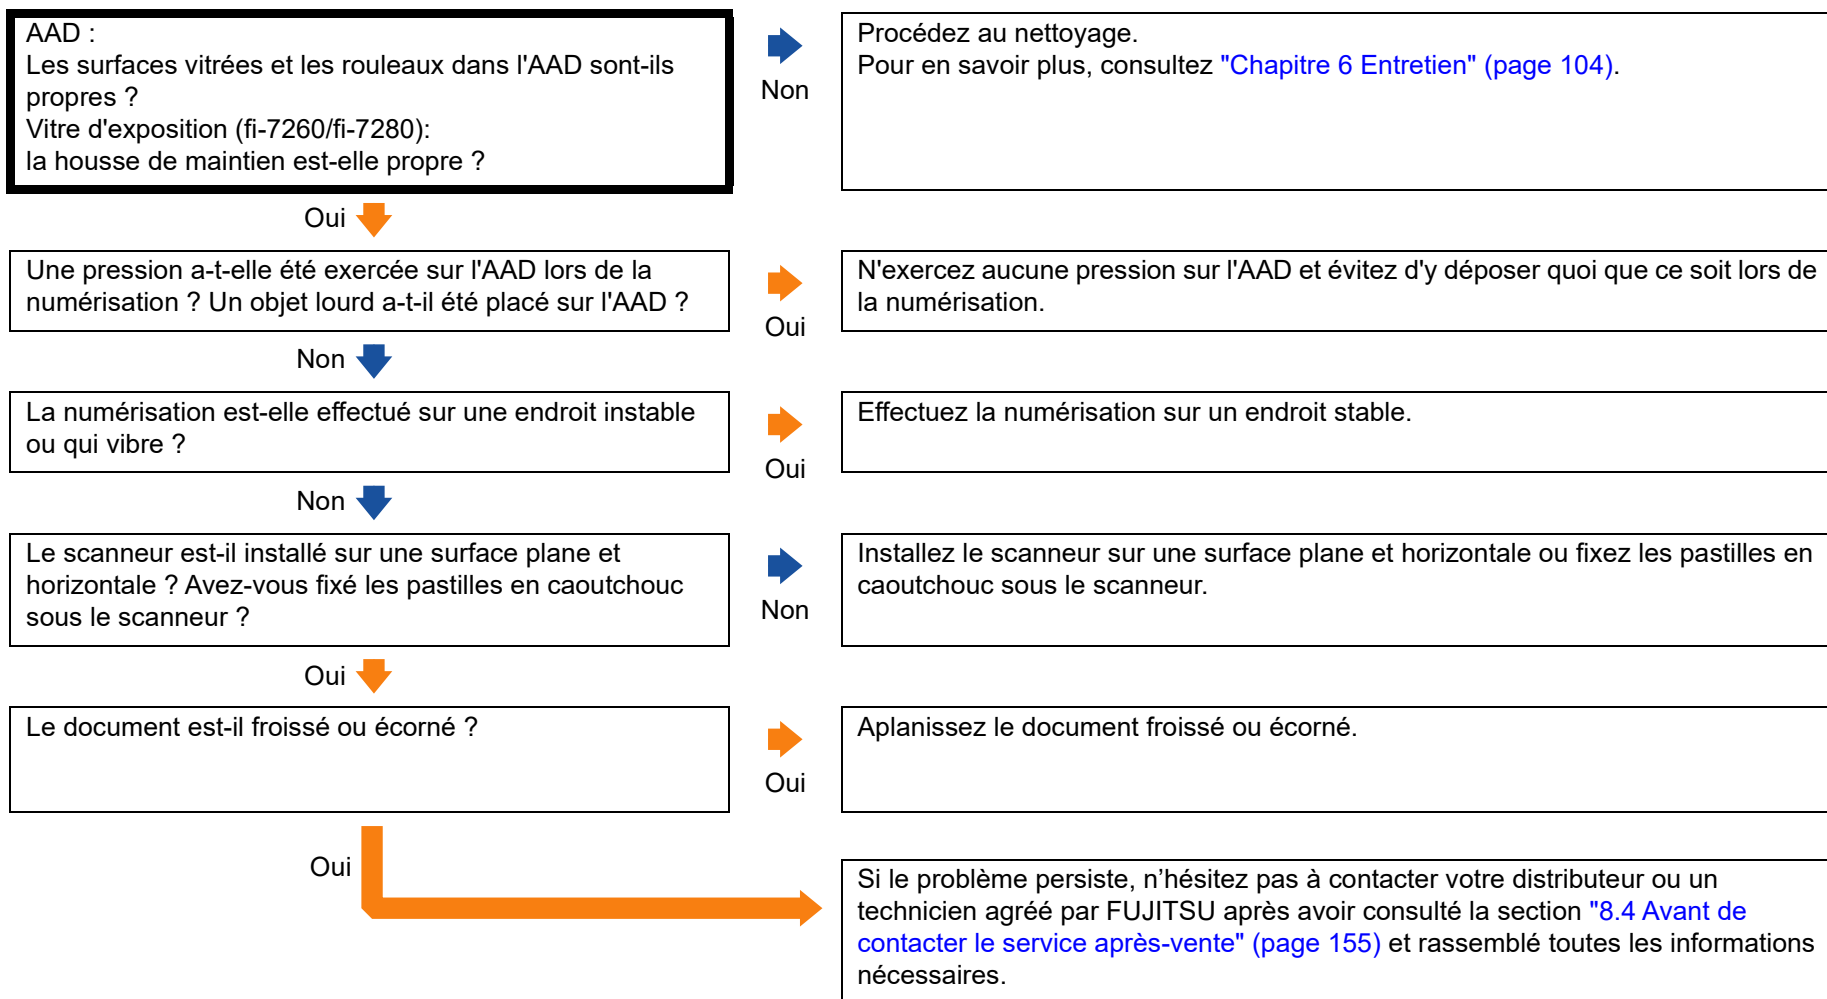 AAD :
Les surfaces vitrées et les rouleaux dans l'AAD sont-ils
propres ?
Vitre d'exposition (fi-7260/fi-7280):
la housse de maintien est-elle propre ?
Non
Procédez au nettoyage.
Pour en savoir plus, consultez "Chapitre 6 Entretien" (page 104).
Oui
Une pression a-t-elle été exercée sur l'AAD lors de la
numérisation ? Un objet lourd a-t-il été placé sur l'AAD ?
Oui
N'exercez aucune pression sur l'AAD et évitez d'y déposer quoi que ce soit lors de
la numérisation.
Non
La numérisation est-elle effectué sur une endroit instable
ou qui vibre ?
Oui
Effectuez la numérisation sur un endroit stable.
Non
Le scanneur est-il installé sur une surface plane et
horizontale ? Avez-vous fixé les pastilles en caoutchouc
sous le scanneur ?
Non
Installez le scanneur sur une surface plane et horizontale ou fixez les pastilles en
caoutchouc sous le scanneur.
Oui
Le document est-il froissé ou écorné ?
Oui
Aplanissez le document froissé ou écorné.
Oui
Si le problème persiste, n’hésitez pas à contacter votre distributeur ou un
technicien agréé par FUJITSU après avoir consulté la section "8.4 Avant de
contacter le service après-vente" (page 155) et rassemblé toutes les informations
nécessaires.